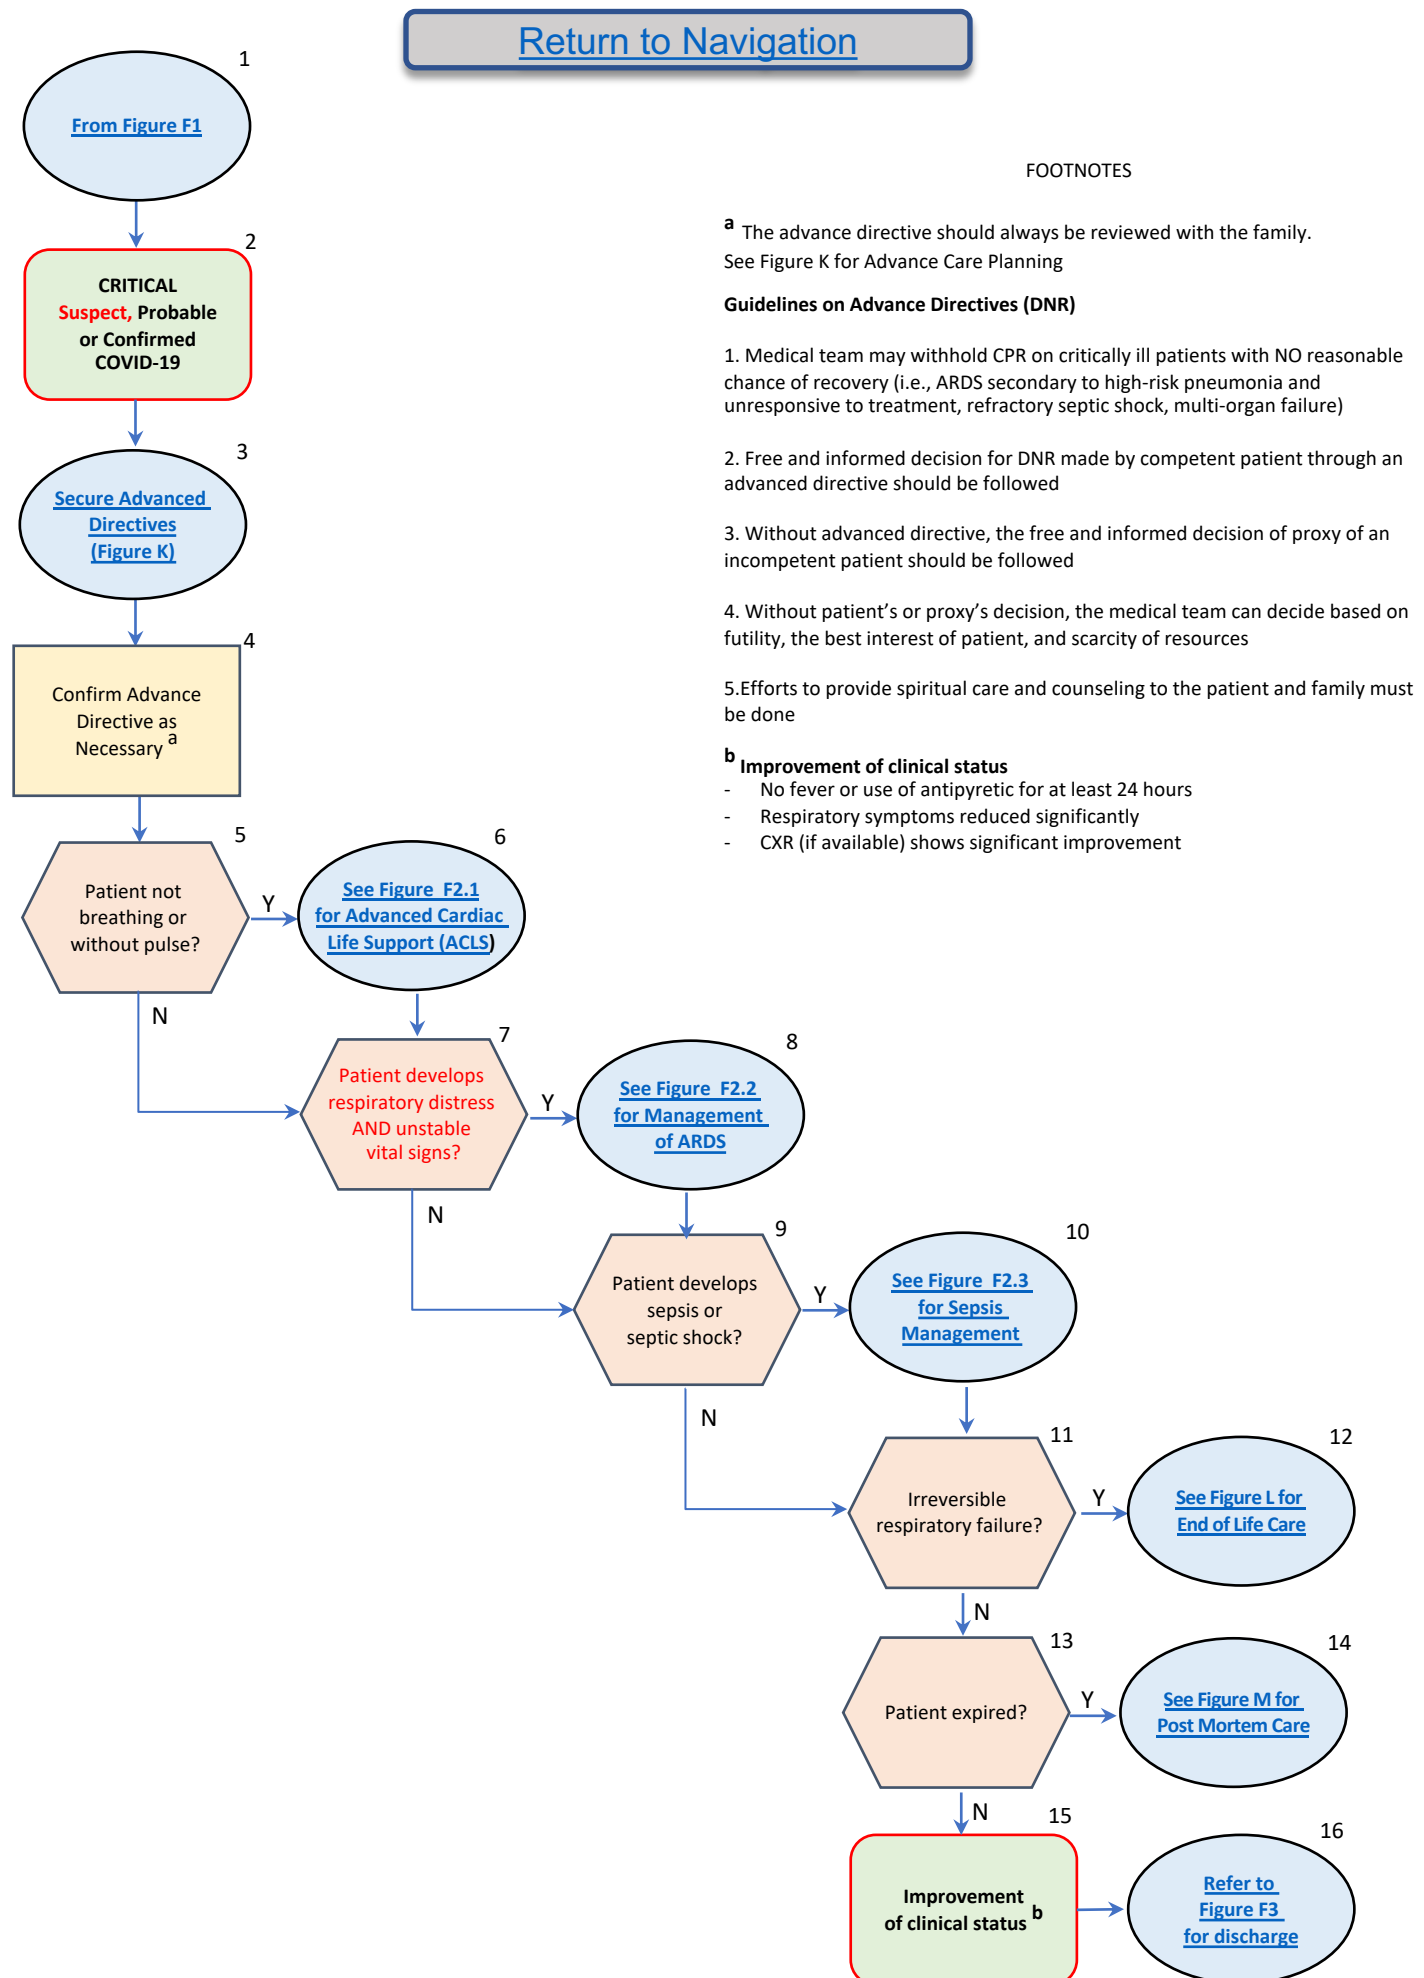 Return to Navigation
1
From Figure F1
2
CRITICAL
Suspect, Probable
or Confirmed
COVID-19
3
Secure Advanced
Directives
(Figure K)
4
Confirm Advance
Directive as
Necessary a
5
Patient not
breathing or
without pulse?
Y
N
6
See Figure F2.1
for Advanced Cardiac
Life Support (ACLS)
7
Patient develops
respiratory distress
AND unstable
vital signs?
Y
N
8
See Figure F2.2
for Management
of ARDS
9
Patient develops
sepsis or
septic shock?
Y
N
10
See Figure F2.3
for Sepsis
Management
11
Irreversible
respiratory failure?
Y
N
12
See Figure L for
End of Life Care
13
Patient expired?
Y
N
14
See Figure M for
Post Mortem Care
15
Improvement
of clinical status b
16
Refer to
Figure F3
for discharge
FOOTNOTES
a The advance directive should always be reviewed with the family.
See Figure K for Advance Care Planning
Guidelines on Advance Directives (DNR)
1. Medical team may withhold CPR on critically ill patients with NO reasonable
chance of recovery (i.e., ARDS secondary to high-risk pneumonia and
unresponsive to treatment, refractory septic shock, multi-organ failure)
2. Free and informed decision for DNR made by competent patient through an
advanced directive should be followed
3. Without advanced directive, the free and informed decision of proxy of an
incompetent patient should be followed
4. Without patient’s or proxy’s decision, the medical team can decide based on
futility, the best interest of patient, and scarcity of resources
5.Efforts to provide spiritual care and counseling to the patient and family must
be done
b Improvement of clinical status
- No fever or use of antipyretic for at least 24 hours
- Respiratory symptoms reduced significantly
- CXR (if available) shows significant improvement